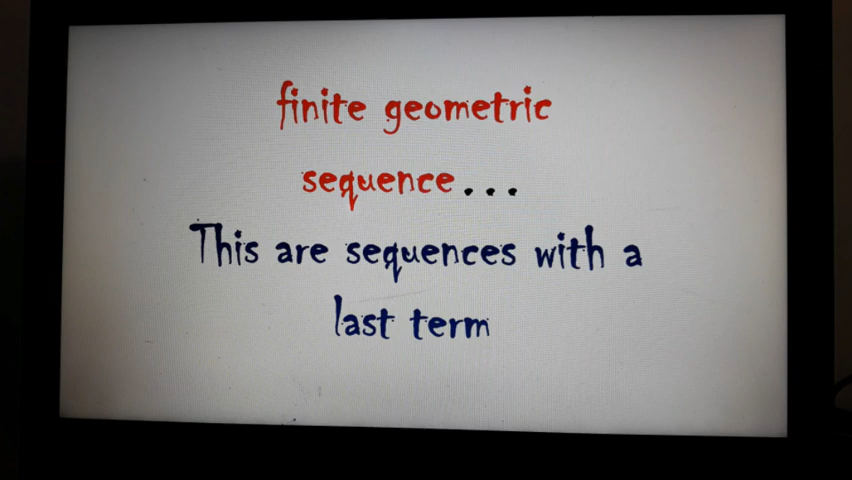 finite geometric
sequence...
This are sequences with a
last term